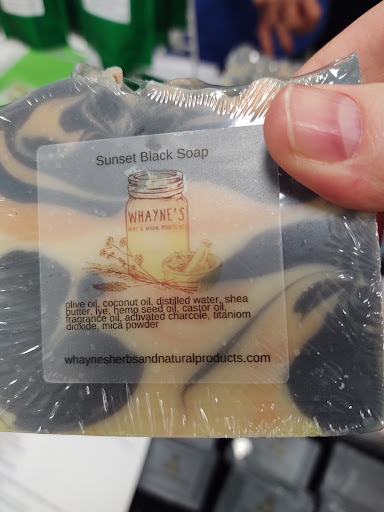 Sunset Black Soap
WHAYNE'S
olive oil, coconut oil, distilled water, shea
butter, lye, hemp seed oil, castor oil,
fragrance oil, activated charcole, titaniom
dioxide, mica powder
whaynesherbsandnaturalproducts.com